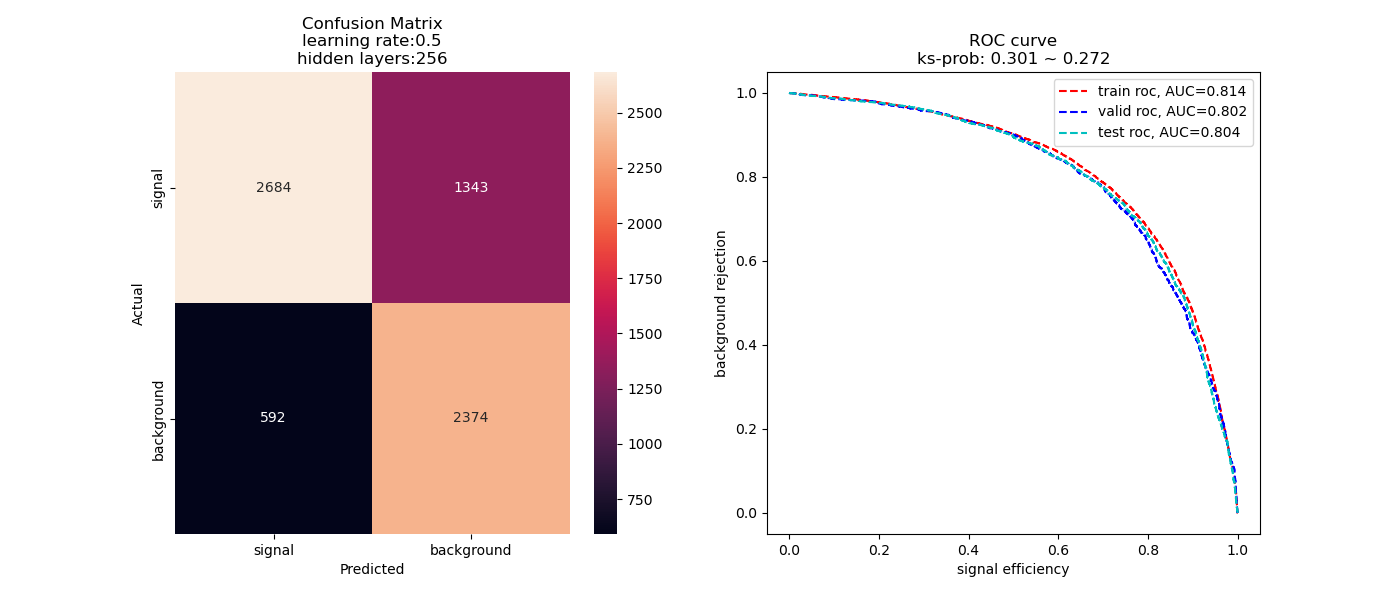 Confusion Matrix
learning rate:0.5
hidden layers:256
signal
background
Actual
2684
1343
592
2374
signal
background
Predicted
2500
2250
2000
1750
1500
1250
1000
750
ROC curve
ks-prob: 0.301 ~ 0.272
train roc, AUC=0.814
valid roc, AUC=0.802
test roc, AUC=0.804
background rejection
1.0
0.8
0.6
0.4
0.2
0.0
0.0
0.2
0.4
0.6
0.8
1.0
signal efficiency